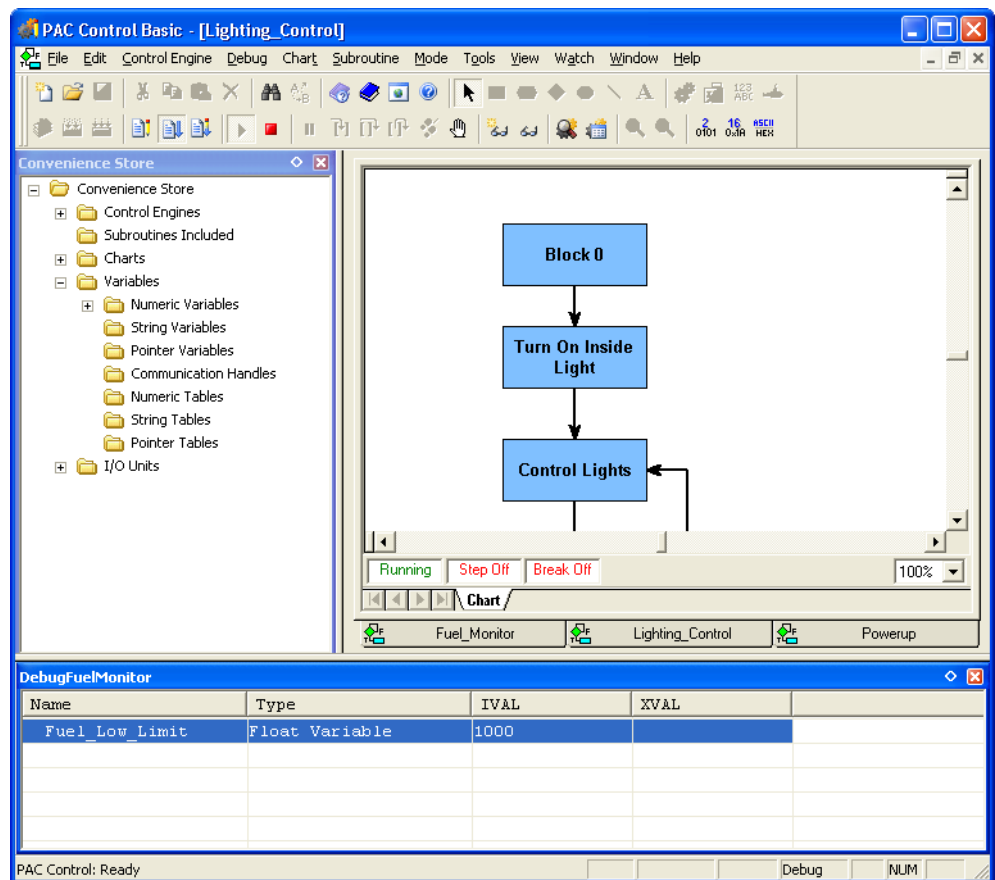 PAC Control Basic - [Lighting_Control]
File Edit Control Engine Debug Chart Subroutine Mode Tools View Watch Window Help
A B
A
123 ABC
2 0101 16 0x1A ASCII HEX
Convenience Store
Convenience Store
Control Engines
Subroutines Included
Charts
Variables
Numeric Variables
String Variables
Pointer Variables
Communication Handles
Numeric Tables
String Tables
Pointer Tables
I/O Units
Block 0
Turn On Inside
Light
Control Lights
Running Step Off Break Off 100%
Chart
Fuel_Monitor Lighting_Control Powerup
DebugFuelMonitor
Name Type IVAL XVAL
Fuel_Low_Limit Float Variable 1000
PAC Control: Ready Debug NUM